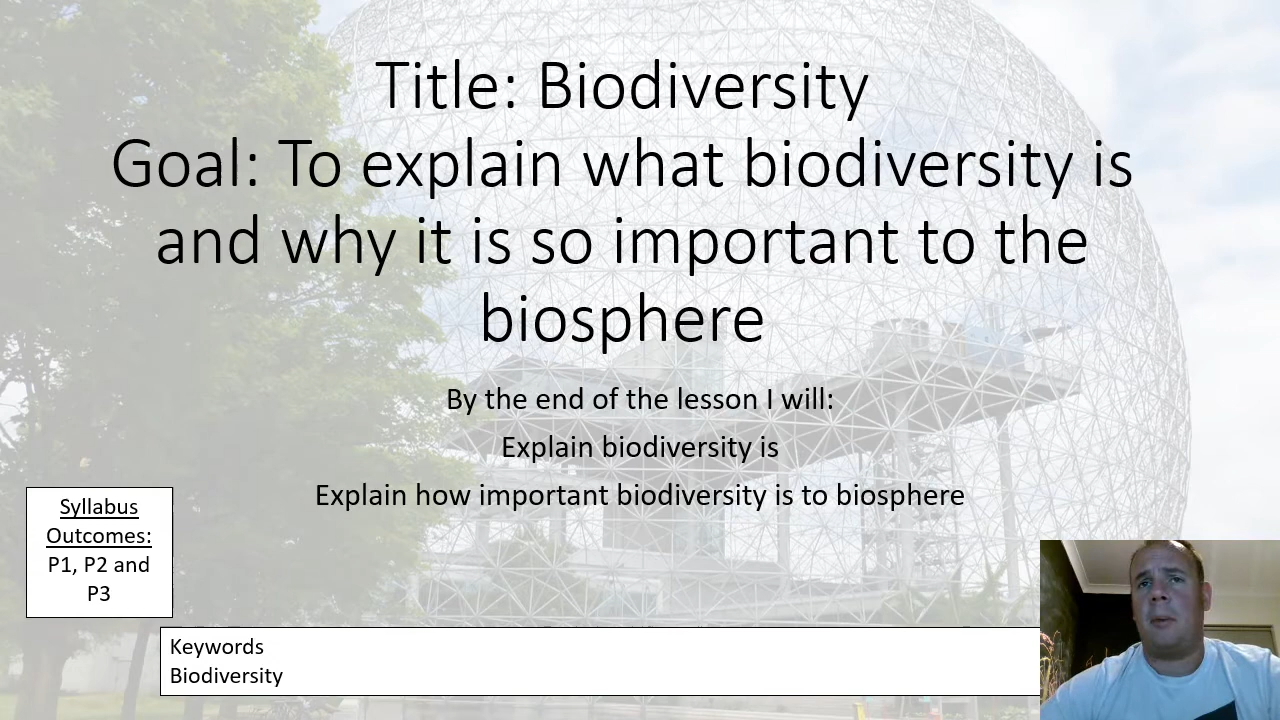 Title: Biodiversity
Goal: To explain what biodiversity is
and why it is so important to the
biosphere
By the end of the lesson I will:
Explain biodiversity is
Explain how important biodiversity is to biosphere
Syllabus
Outcomes:
P1, P2 and
P3
Keywords
Biodiversity